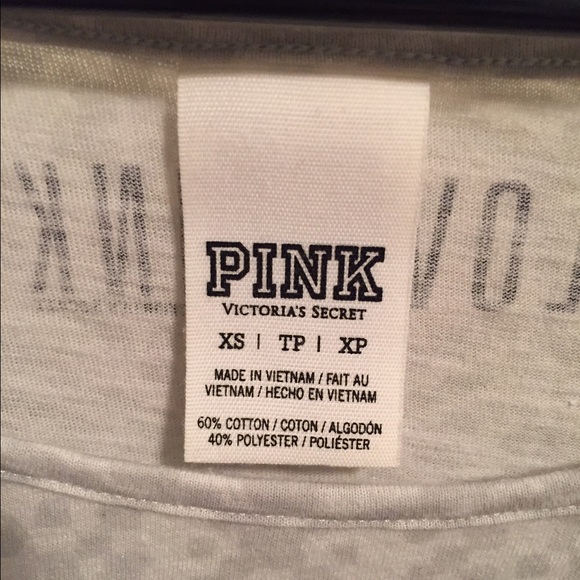 PINK
VICTORIA'S SECRET
XS | TP | XP
MADE IN VIETNAM / FAIT AU
VIETNAM / HECHO EN VIETNAM
60% COTTON / COTON / ALGODÓN
40% POLYESTER / POLIÉSTER